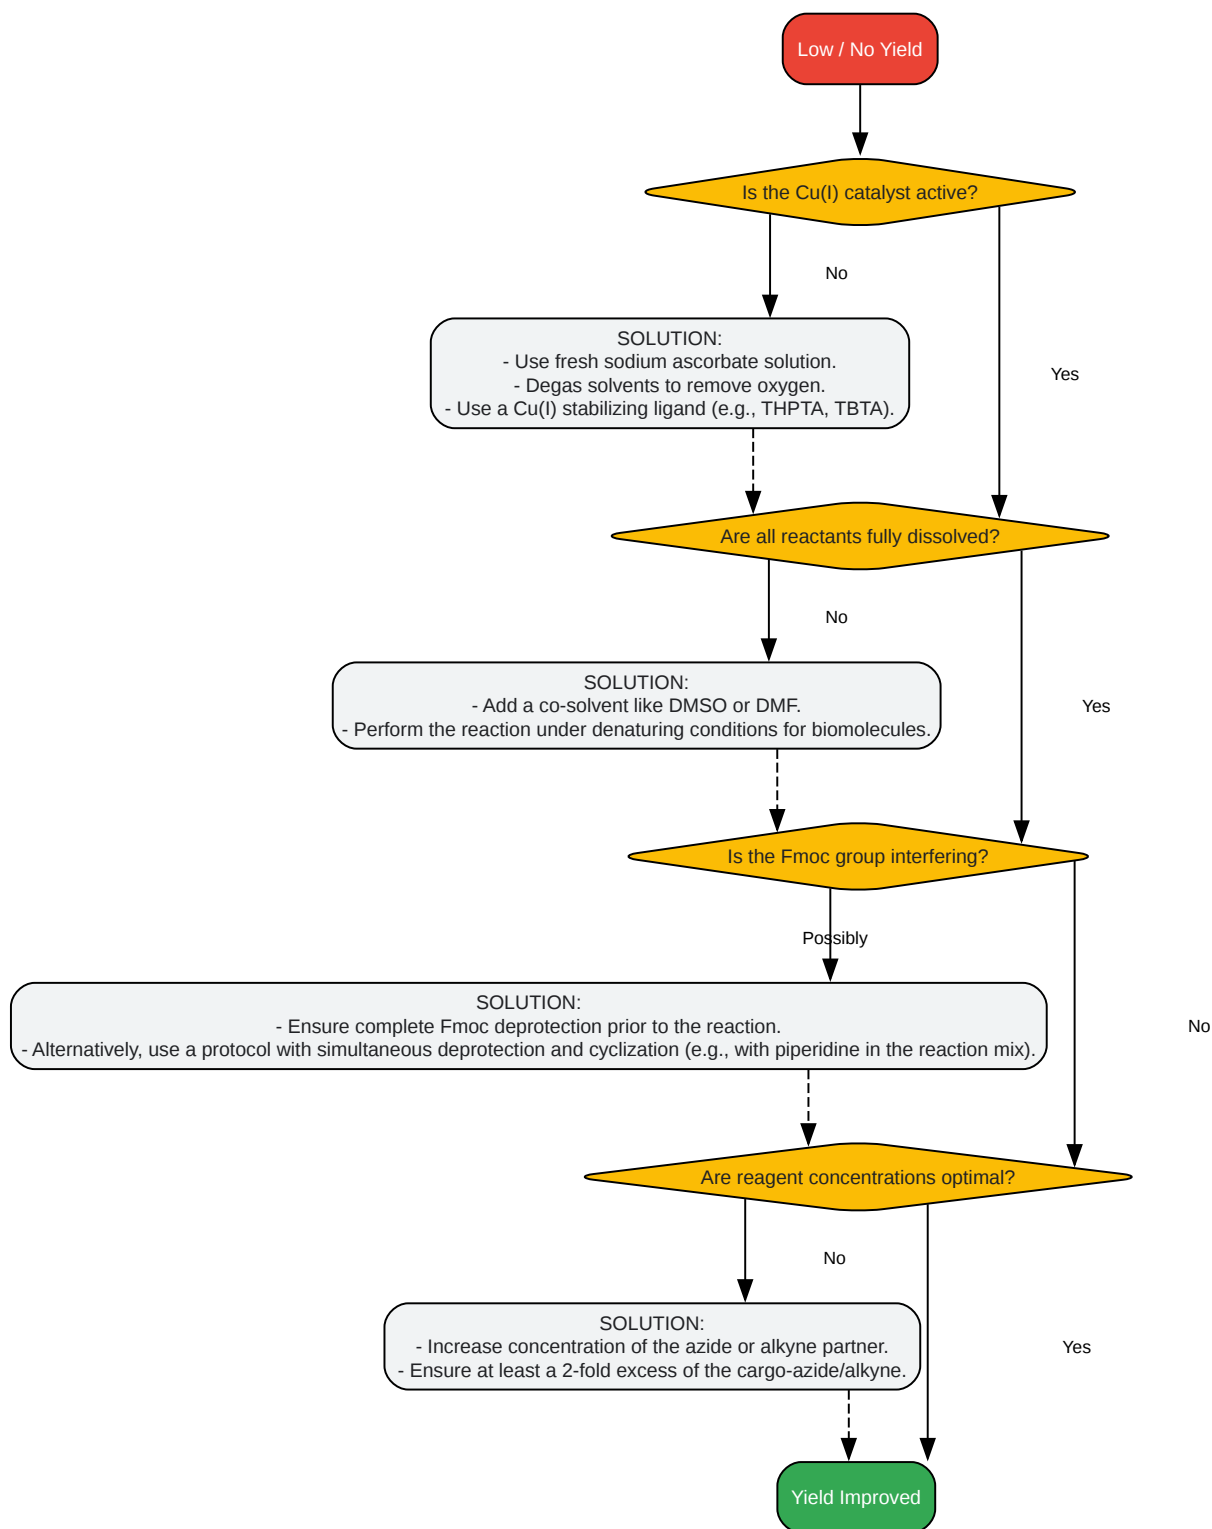 Low / No Yield
Is the Cu(I) catalyst active?
No
SOLUTION:
- Use fresh sodium ascorbate solution.
- Degas solvents to remove oxygen.
- Use a Cu(I) stabilizing ligand (e.g., THPTA, TBTA).
Yes
Are all reactants fully dissolved?
No
SOLUTION:
- Add a co-solvent like DMSO or DMF.
- Perform the reaction under denaturing conditions for biomolecules.
Yes
Is the Fmoc group interfering?
Possibly
SOLUTION:
- Ensure complete Fmoc deprotection prior to the reaction.
- Alternatively, use a protocol with simultaneous deprotection and cyclization (e.g., with piperidine in the reaction mix).
No
Are reagent concentrations optimal?
No
SOLUTION:
- Increase concentration of the azide or alkyne partner.
- Ensure at least a 2-fold excess of the cargo-azide/alkyne.
Yes
Yield Improved